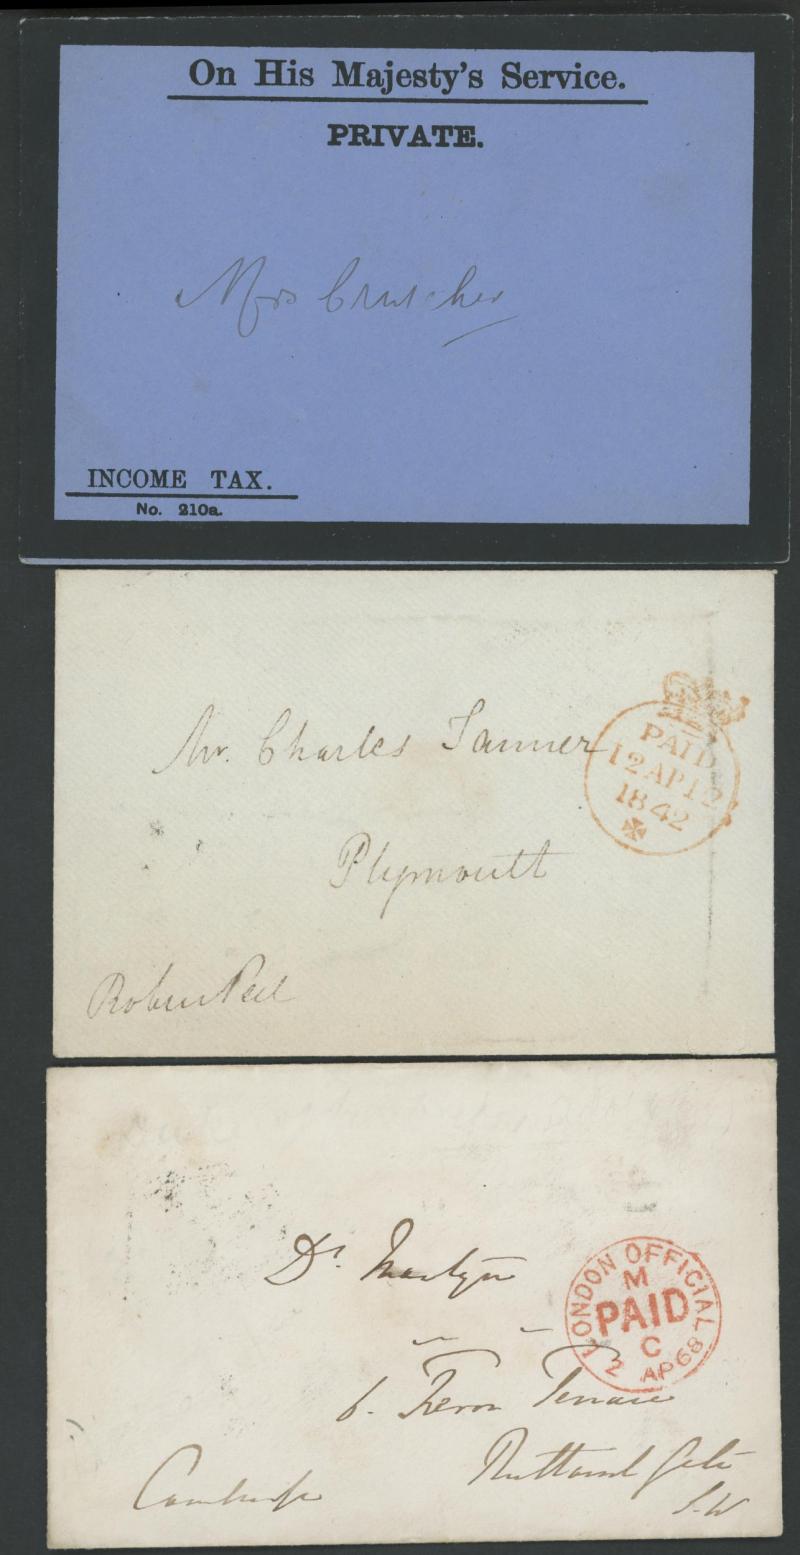 On His Majesty's Service.
PRIVATE.
Mrs Crutcher
INCOME TAX.
No. 210a.
PAID
12 AP 12
1842
Mr. Charles Tanner
Plymouth
Robert Peel
LONDON OFFICIAL
M
PAID
C
2 AP 68
Dr. Martyn
6. Terrace
Rutland Gate
S.W
Cambridge